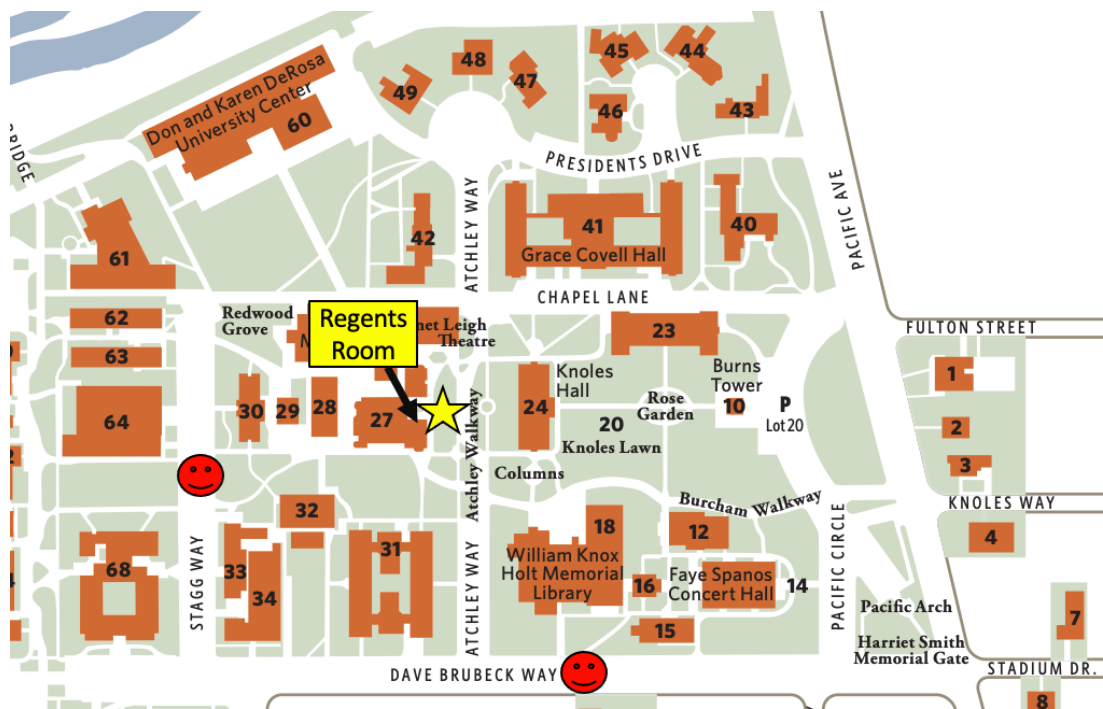 48
45
44
49
47
Don and Karen DeRosa
University Center
60
46
43
PRESIDENTS DRIVE
ATCHLEY WAY
PACIFIC AVE
61
42
41
Grace Covell Hall
40
CHAPEL LANE
62
Redwood
Grove
Regents
Room
net Leigh
Theatre
23
FULTON STREET
63
Knoles
Hall
Burns
Tower
10
P
Lot 20
1
64
30
29
28
27
Atchley Walkway
24
20
Rose
Garden
Knoles Lawn
2
3
Columns
Burcham Walkway
KNOLES WAY
32
31
18
12
4
William Knox
Holt Memorial
Library
68
STAGG WAY
33
34
ATCHLEY WAY
16
Faye Spanos
Concert Hall
14
PACIFIC CIRCLE
Pacific Arch
7
15
Harriet Smith
Memorial Gate
DAVE BRUBECK WAY
STADIUM DR.
8